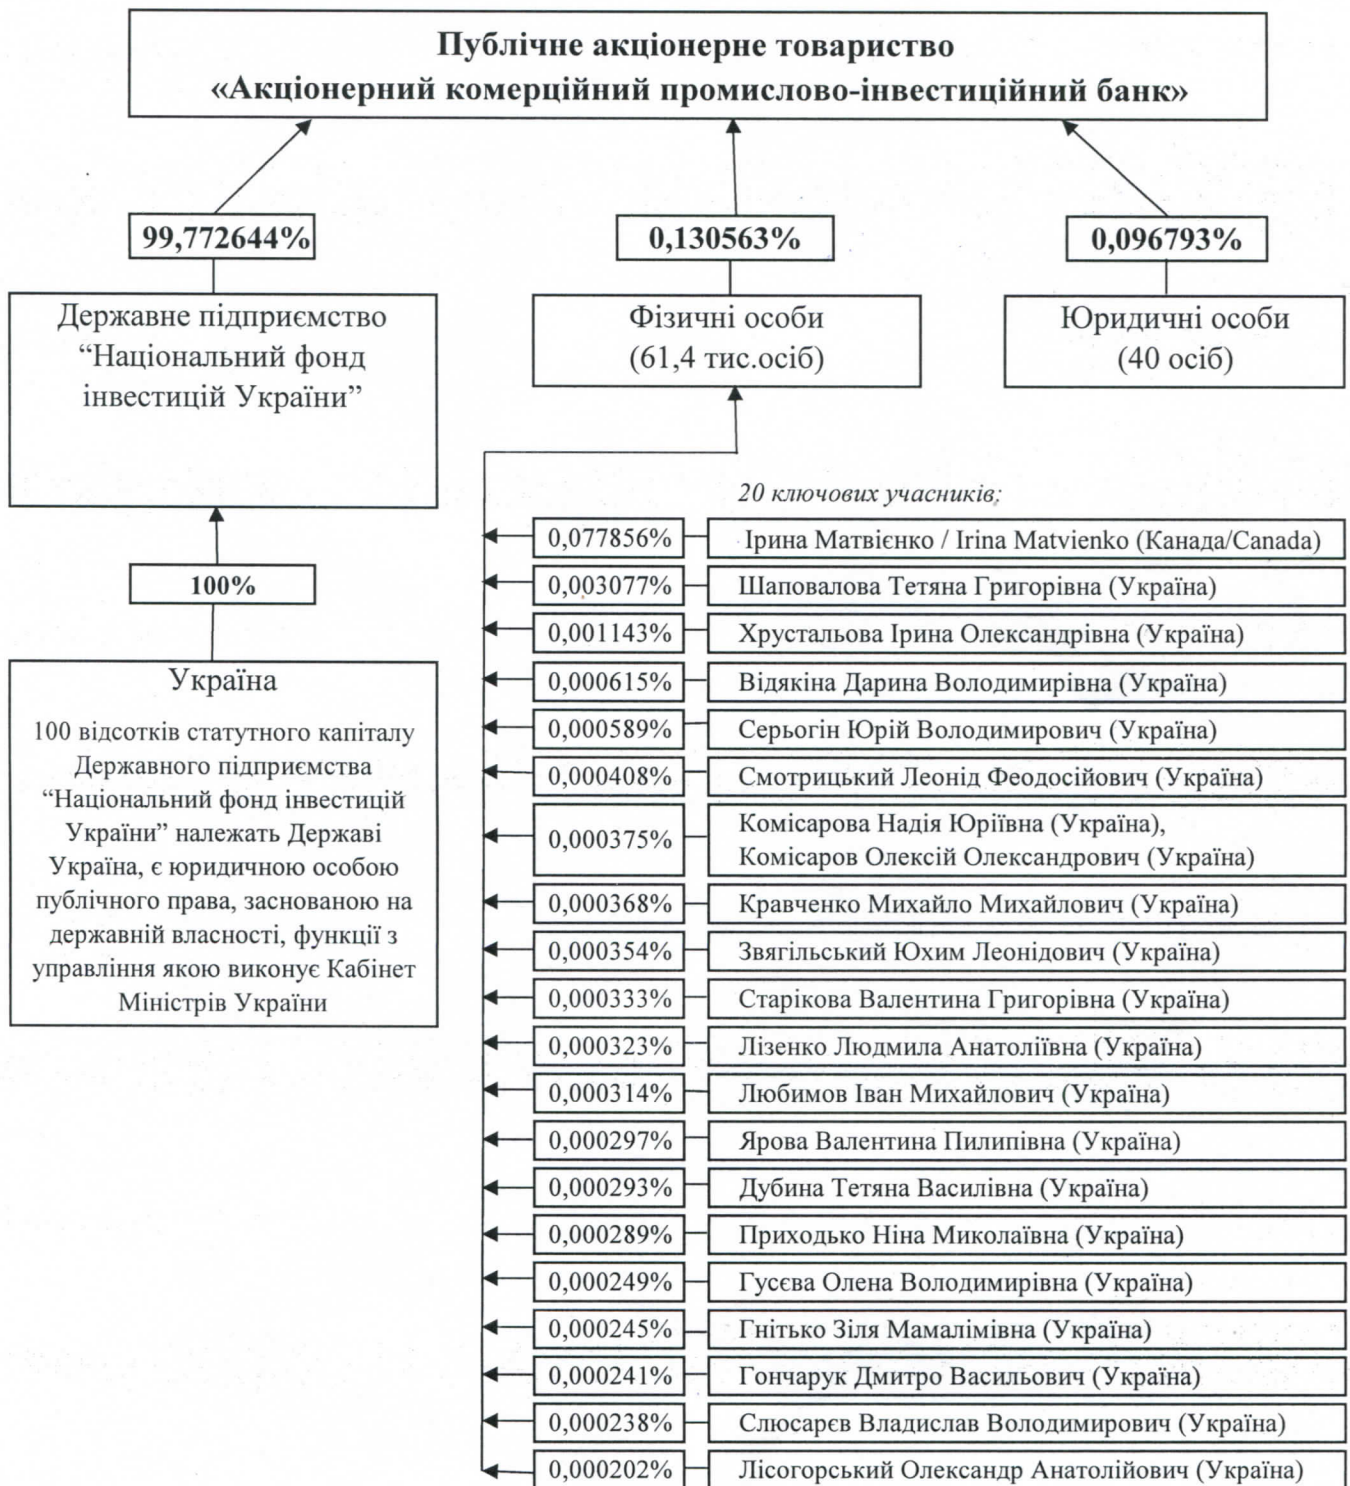 Публічне акціонерне товариство
«Акціонерний комерційний промислово-інвестиційний банк»
99,772644%
0,130563%
0,096793%
Державне підприємство
“Національний фонд
інвестицій України”
Фізичні особи
(61,4 тис.осіб)
Юридичні особи
(40 осіб)
100%
Україна
100 відсотків статутного капіталу
Державного підприємства
“Національний фонд інвестицій
України” належать Державі
Україна, є юридичною особою
публічного права, заснованою на
державній власності, функції з
управління якою виконує Кабінет
Міністрів України
20 ключових учасників:
0,077856% Ірина Матвієнко / Irina Matvienko (Канада/Canada)
0,003077% Шаповалова Тетяна Григорівна (Україна)
0,001143% Хрустальова Ірина Олександрівна (Україна)
0,000615% Відякіна Дарина Володимирівна (Україна)
0,000589% Серьогін Юрій Володимирович (Україна)
0,000408% Смотрицький Леонід Феодосійович (Україна)
0,000375% Комісарова Надія Юріївна (Україна),
Комісаров Олексій Олександрович (Україна)
0,000368% Кравченко Михайло Михайлович (Україна)
0,000354% Звягільський Юхим Леонідович (Україна)
0,000333% Старікова Валентина Григорівна (Україна)
0,000323% Лізенко Людмила Анатоліївна (Україна)
0,000314% Любимов Іван Михайлович (Україна)
0,000297% Ярова Валентина Пилипівна (Україна)
0,000293% Дубина Тетяна Василівна (Україна)
0,000289% Приходько Ніна Миколаївна (Україна)
0,000249% Гусєва Олена Володимирівна (Україна)
0,000245% Гнітько Зіля Мамалімівна (Україна)
0,000241% Гончарук Дмитро Васильович (Україна)
0,000238% Слюсарєв Владислав Володимирович (Україна)
0,000202% Лісогорський Олександр Анатолійович (Україна)